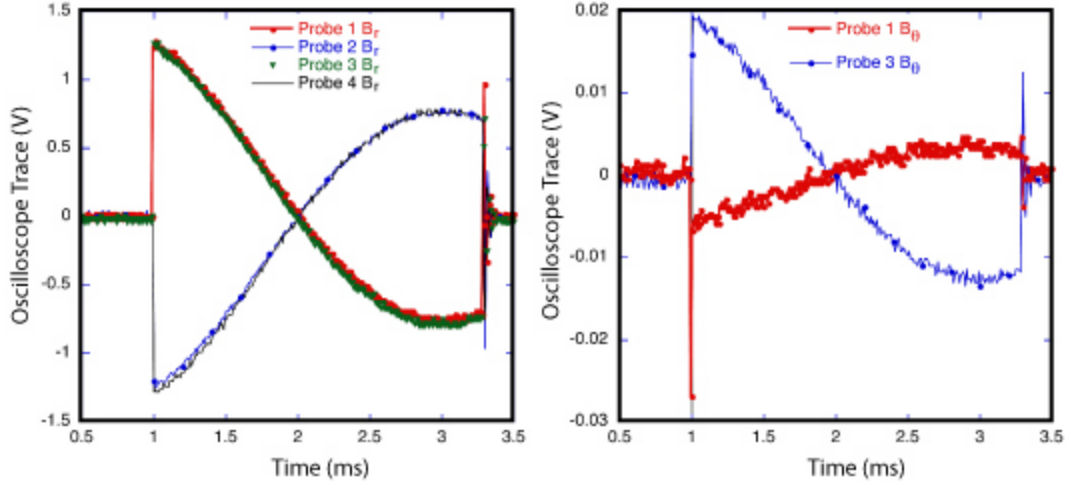 1.5
1
0.5
0
-0.5
-1
-1.5
Oscilloscope Trace (V)
Probe 1 Br
Probe 2 Br
Probe 3 Br
Probe 4 Br
0.5 1 1.5 2 2.5 3 3.5
Time (ms)
0.02
0.01
0
-0.01
-0.02
-0.03
Oscilloscope Trace (V)
Probe 1 Bθ
Probe 3 Bθ
0.5 1 1.5 2 2.5 3 3.5
Time (ms)